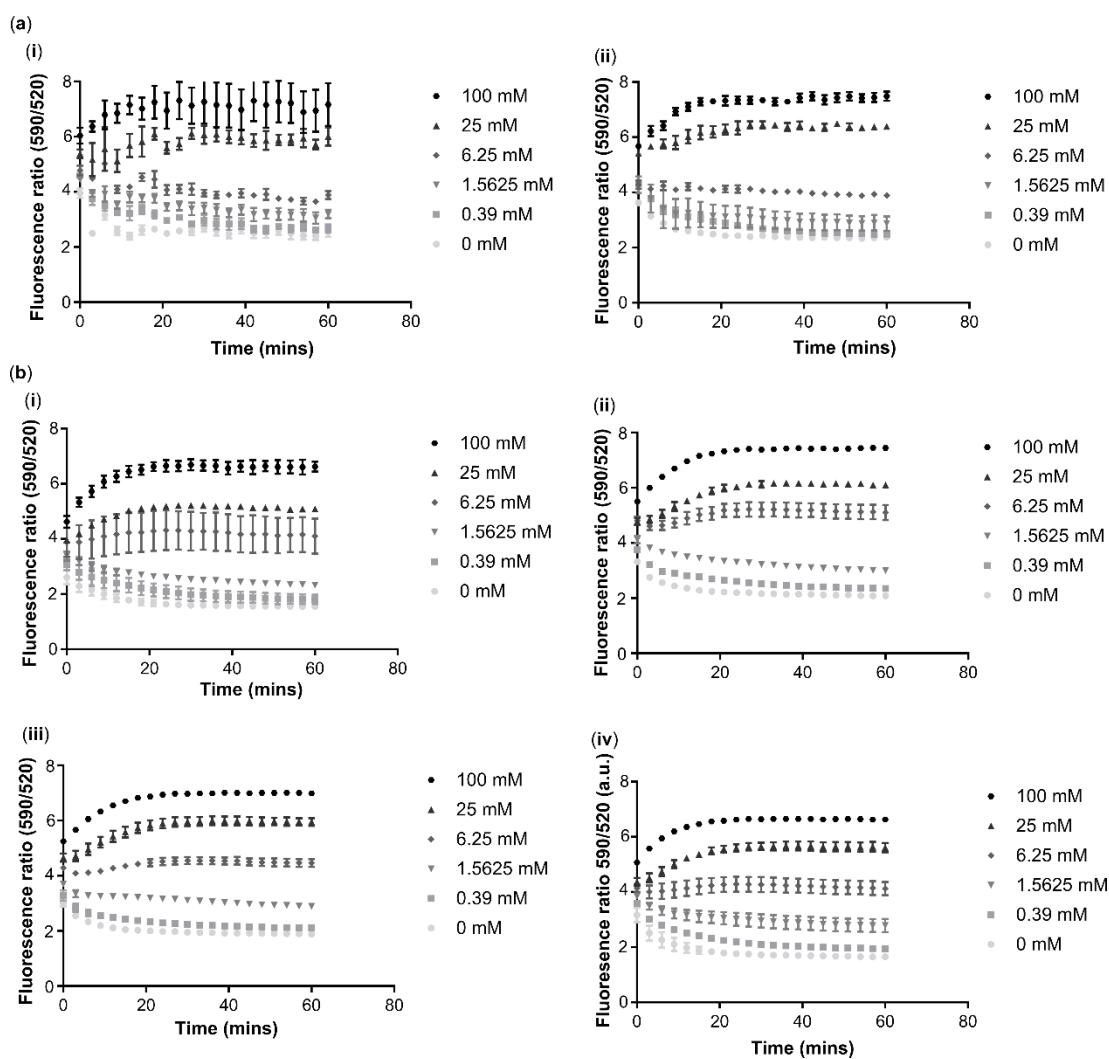 (a)
(i)
Fluorescence ratio (590/520)
8
6
4
2
0
20
40
60
80
Time (mins)
100 mM
25 mM
6.25 mM
1.5625 mM
0.39 mM
0 mM
(ii)
Fluorescence ratio (590/520)
8
6
4
2
0
20
40
60
80
Time (mins)
100 mM
25 mM
6.25 mM
1.5625 mM
0.39 mM
0 mM
(b)
(i)
Fluorescence ratio (590/520)
8
6
4
2
0
0
20
40
60
80
Time (mins)
100 mM
25 mM
6.25 mM
1.5625 mM
0.39 mM
0 mM
(ii)
Fluorescence ratio (590/520)
8
6
4
2
0
0
20
40
60
80
Time (mins)
100 mM
25 mM
6.25 mM
1.5625 mM
0.39 mM
0 mM
(iii)
Fluorescence ratio (590/520)
8
6
4
2
0
0
20
40
60
80
Time (mins)
100 mM
25 mM
6.25 mM
1.5625 mM
0.39 mM
0 mM
(iv)
Fluoresence ratio 590/520 (a.u.)
8
6
4
2
0
0
20
40
60
80
Time (mins)
100 mM
25 mM
6.25 mM
1.5625 mM
0.39 mM
0 mM